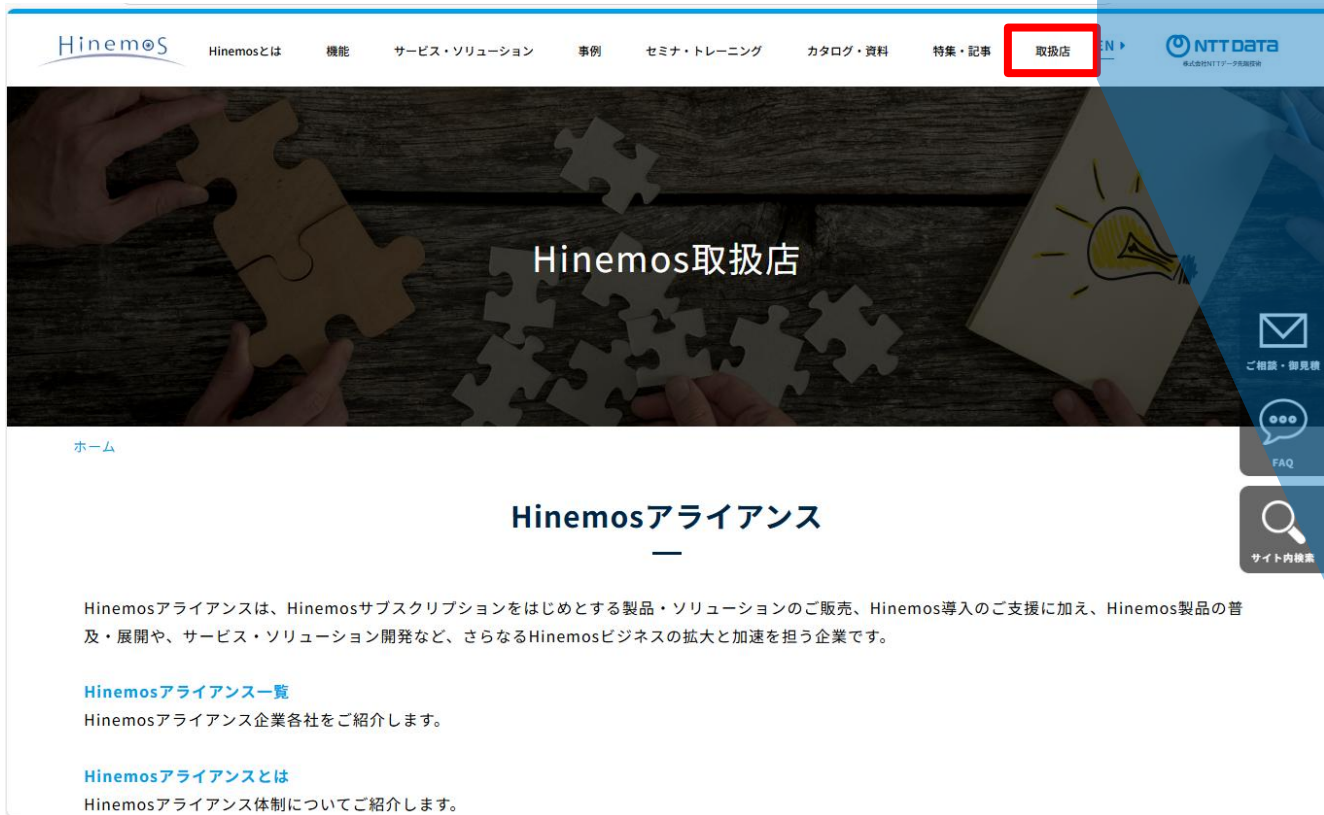 Hinemos
Hinemosとは
機能
サービス・ソリューション
事例
セミナ・トレーニング
カタログ・資料
特集・記事
取扱店
EN
NTT DATA
株式会社NTTデータ先端技術
Hinemos取扱店
ご相談・御見積
FAQ
サイト内検索
ホーム
Hinemosアライアンス
Hinemosアライアンスは、Hinemosサブスクリプションをはじめとする製品・ソリューションのご販売、Hinemos導入のご支援に加え、Hinemos製品の普
及・展開や、サービス・ソリューション開発など、さらなるHinemosビジネスの拡大と加速を担う企業です。
Hinemosアライアンス一覧
Hinemosアライアンス企業各社をご紹介します。
Hinemosアライアンスとは
Hinemosアライアンス体制についてご紹介します。